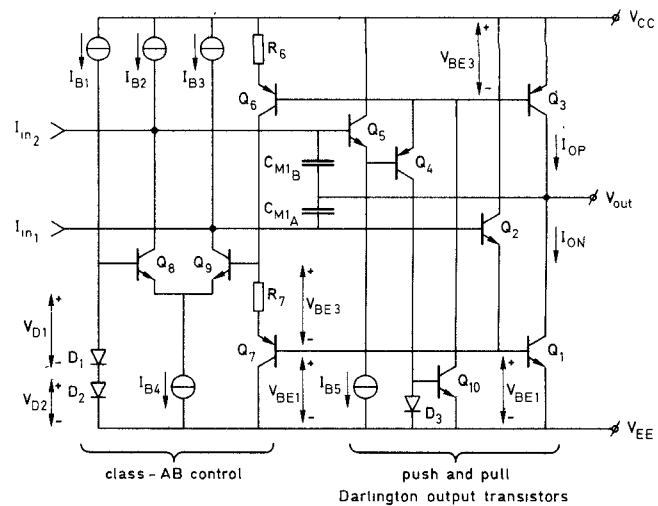 V_CC
I_B1
I_B2
I_B3
R_6
V_BE3
+
-
Q_6
Q_3
I_in2
Q_5
Q_4
I_OP
C_M1B
V_out
C_M1A
I_in1
Q_2
I_ON
Q_8
Q_9
+
R_7
V_BE3
-
+
V_D1
-
D_1
Q_7
Q_1
+
V_D2
-
D_2
I_B4
+
V_BE1
-
I_B5
D_3
Q_10
+
V_BE1
-
V_EE
class-AB control
push and pull
Darlington output transistors